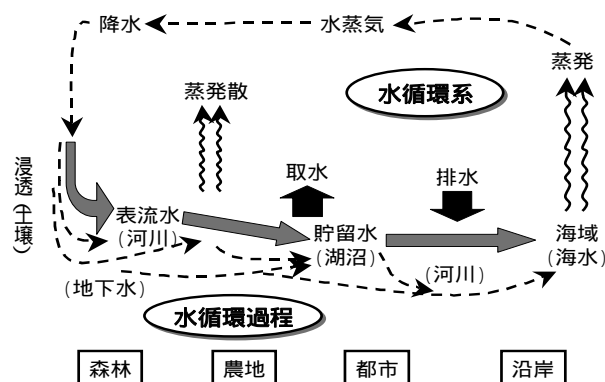 降水
水蒸気
蒸発
蒸発散
水循環系
浸透(土壌)
取水
排水
表流水
(河川)
貯留水
(湖沼)
海域
(海水)
(河川)
(地下水)
水循環過程
森林
農地
都市
沿岸